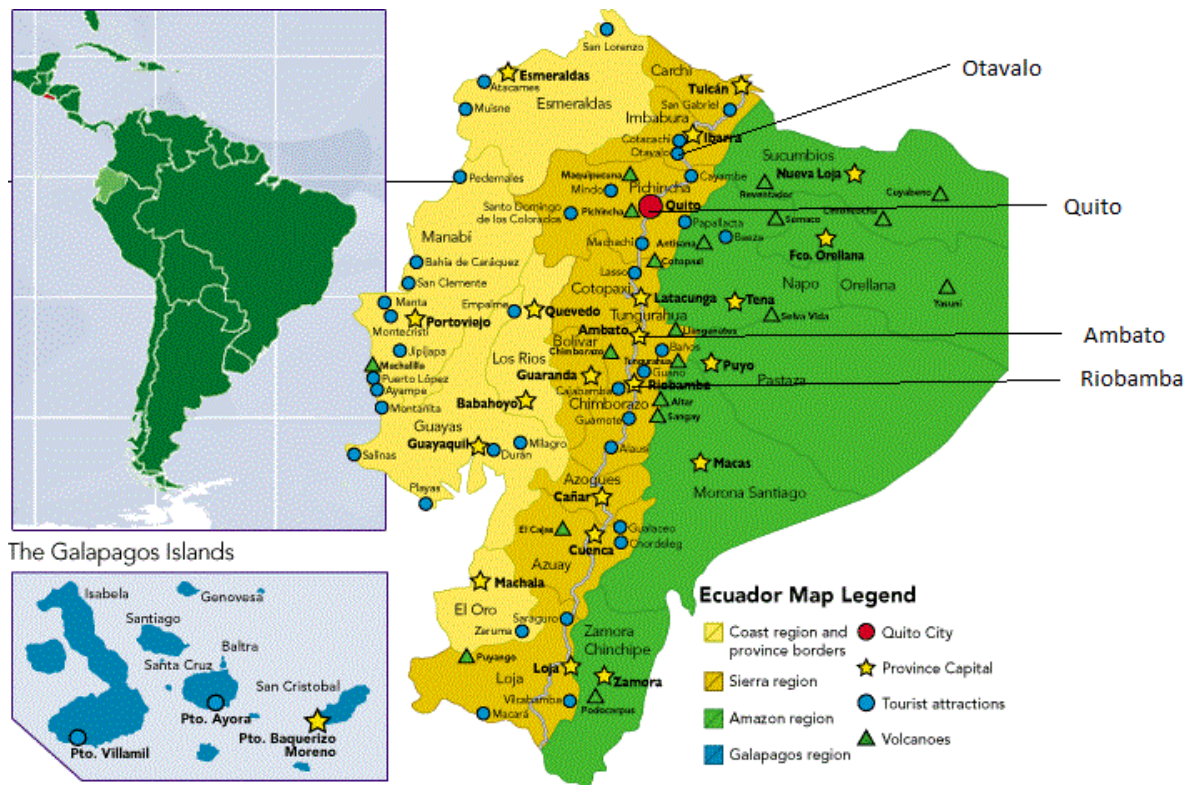 San Lorenzo
Esmeraldas
Atacames
Muisne
Esmeraldas
Carchi
Tulcán
San Gabriel
Imbabura
Ibarra
Cotacachi
Otavalo
Otavalo
Pedernales
Maquipucuna
Mindo
Pichincha
Cayambe
Sucumbios
Nueva Loja
Reventador
Cuyabeno
Santo Domingo
de los Colorados
Pichincha
Quito
Quito
Papallacta
Sumaco
Manabí
Machachi
Antisana
Baeza
Fco. Orellana
Bahía de Caráquez
Cotopaxi
San Clemente
Lasso
Cotopaxi
Napo
Orellana
Yasuni
Manta
Portoviejo
Montecristi
Empalme
Quevedo
Latacunga
Tena
Tungurahua
Selva Vida
Ambato
Llanganates
Ambato
Jipijapa
Bolivar
Chimborazo
Baños
Machalilla
Los Rios
Tungurahua
Puyo
Puerto López
Guaranda
Guano
Pastaza
Ayampe
Cajabamba
Riobamba
Riobamba
Montañita
Babahoyo
Chimborazo
Altar
Guayas
Guamote
Sangay
Guayaquil
Milagro
Durán
Alausi
Salinas
Macas
Playas
Azogues
Cañar
Morona Santiago
El Cajas
Gualaceo
Cuenca
Chordsleg
Azuay
Machala
El Oro
Saraguro
Zaruma
Zamora
Chinchipe
Puyango
Loja
Loja
Zamora
Vilcabamba
Podocarpus
Macará
The Galapagos Islands
Isabela
Genovesa
Santiago
Baltra
Santa Cruz
San Cristobal
Pto. Ayora
Pto. Baquerizo
Moreno
Pto. Villamil
Ecuador Map Legend
Coast region and
province borders
Sierra region
Amazon region
Galapagos region
Quito City
Province Capital
Tourist attractions
Volcanoes